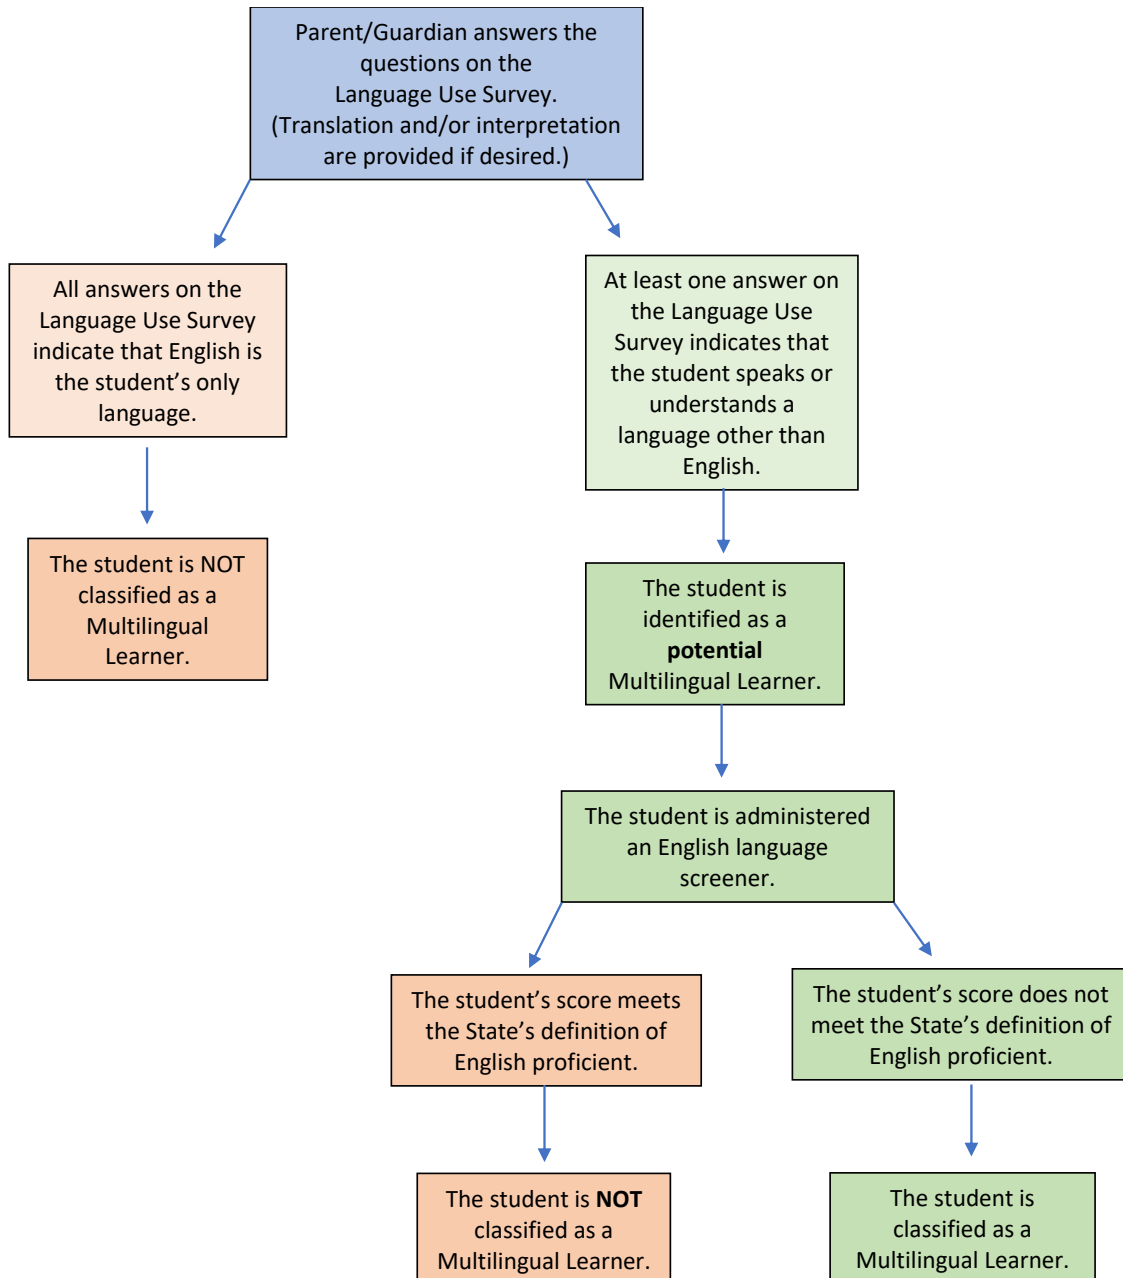 Parent/Guardian answers the
questions on the
Language Use Survey.
(Translation and/or interpretation
are provided if desired.)
All answers on the
Language Use Survey
indicate that English is
the student’s only
language.
The student is NOT
classified as a
Multilingual
Learner.
At least one answer on
the Language Use
Survey indicates that
the student speaks or
understands a
language other than
English.
The student is
identified as a
potential
Multilingual Learner.
The student is administered
an English language
screener.
The student’s score meets
the State’s definition of
English proficient.
The student is NOT
classified as a
Multilingual Learner.
The student’s score does not
meet the State’s definition of
English proficient.
The student is
classified as a
Multilingual Learner.